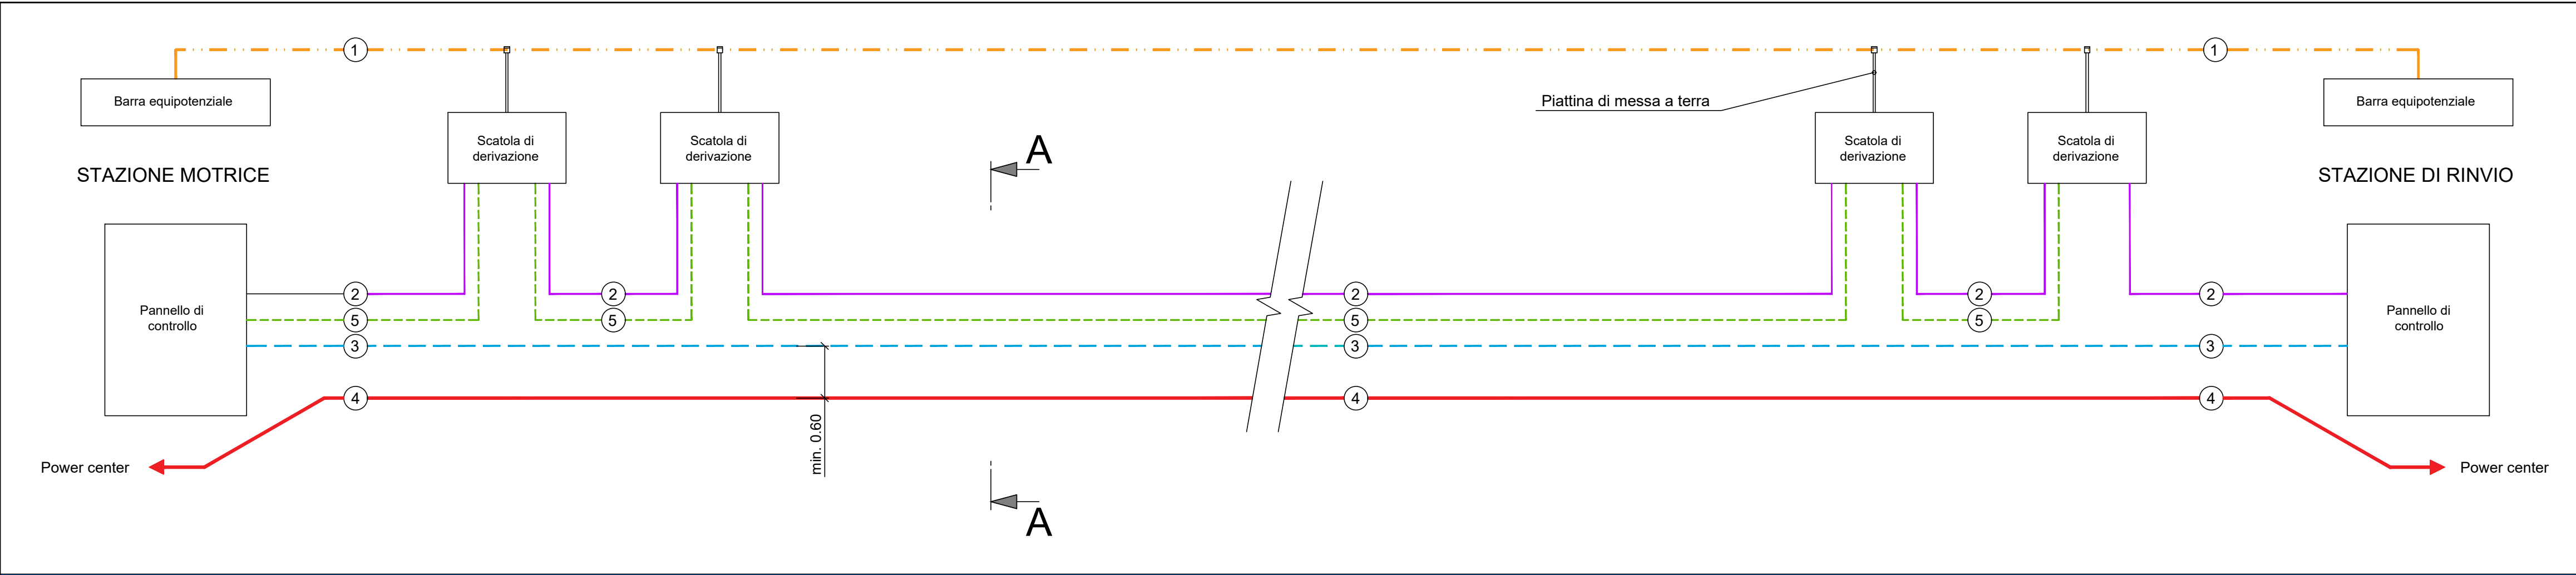 1
1
Barra equipotenziale
Piattina di messa a terra
Barra equipotenziale
Scatola di
derivazione
Scatola di
derivazione
Scatola di
derivazione
Scatola di
derivazione
A
STAZIONE MOTRICE
STAZIONE DI RINVIO
Pannello di
controllo
Pannello di
controllo
2
2
2
2
2
5
5
5
5
3
3
3
4
4
4
min. 0.60
Power center
Power center
A